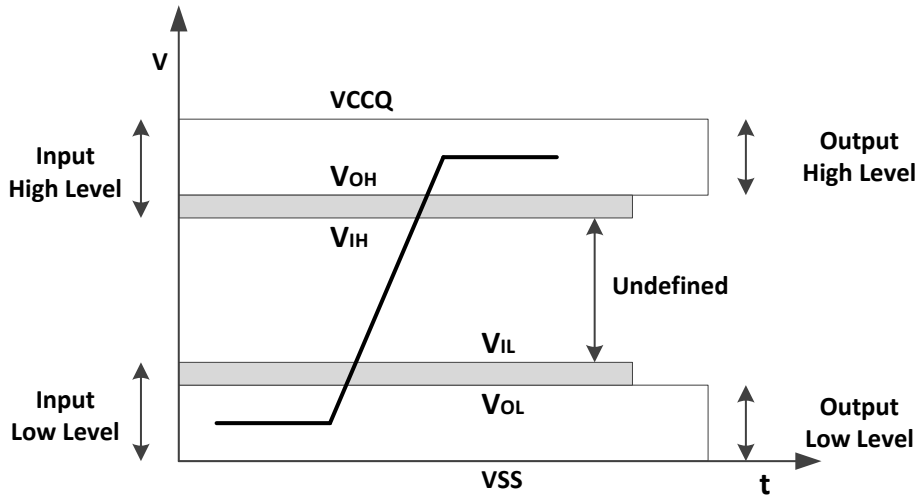 V
VCCQ
Input
High Level
Output
High Level
VOH
VIH
Undefined
VIL
Input
Low Level
VOL
Output
Low Level
VSS
t